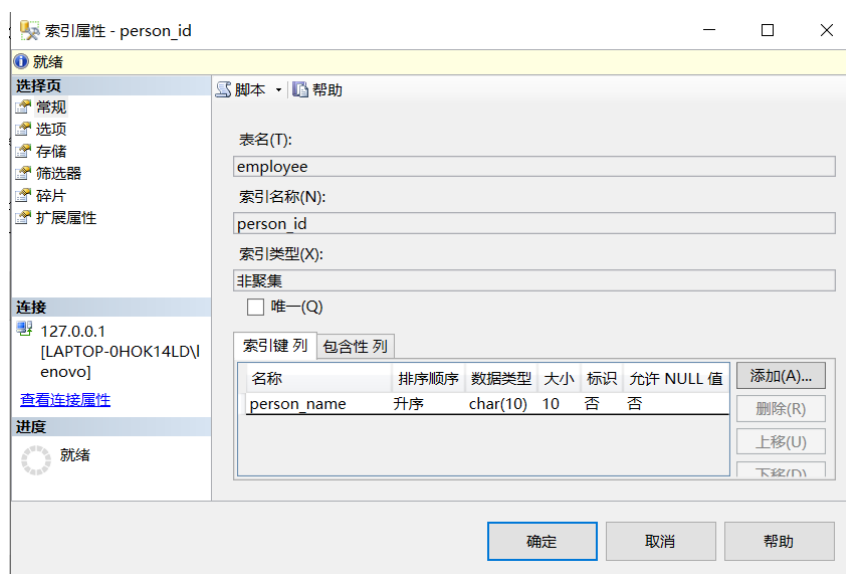 索引属性 - person_id
就绪
选择页
常规
选项
存储
筛选器
碎片
扩展属性
连接
127.0.0.1
[LAPTOP-0HOK14LD\l
enovo]
查看连接属性
进度
就绪
脚本 帮助
表名(T):
employee
索引名称(N):
person_id
索引类型(X):
非聚集
唯一(Q)
索引键 列 包含性 列
名称 排序顺序 数据类型 大小 标识 允许 NULL 值
person_name 升序 char(10) 10 否 否
添加(A)...
删除(R)
上移(U)
下移(D)
确定 取消 帮助